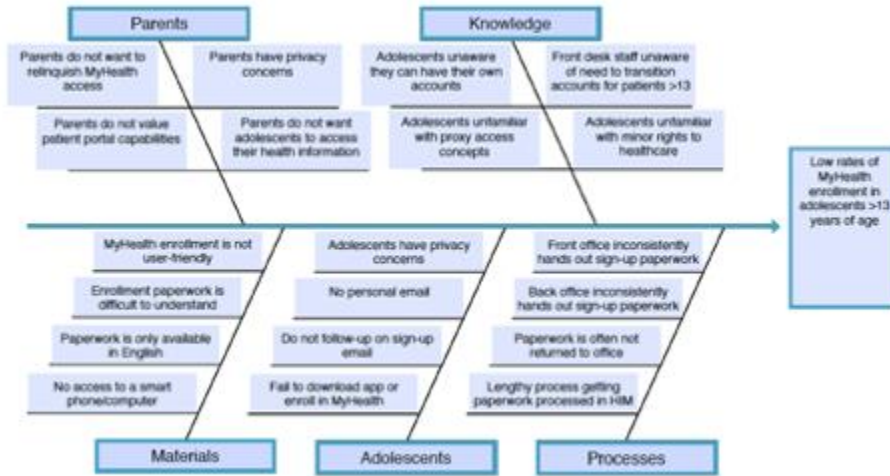 Parents
Knowledge
Parents do not want to
relinquish MyHealth
access
Parents have privacy
concerns
Adolescents unaware
they can have their own
accounts
Front desk staff unaware
of need to transition
accounts for patients >13
Parents do not value
patient portal capabilities
Parents do not want
adolescents to access
their health information
Adolescents unfamiliar
with proxy access
concepts
Adolescents unfamiliar
with minor rights to
healthcare
Low rates of
MyHealth
enrollment in
adolescents >13
years of age
MyHealth enrollment is not
user-friendly
Adolescents have privacy
concerns
Front office inconsistently
hands out sign-up paperwork
Enrollment paperwork is
difficult to understand
No personal email
Back office inconsistently
hands out sign-up paperwork
Paperwork is only available
in English
Do not follow-up on sign-up
email
Paperwork is often not
returned to office
No access to a smart
phone/computer
Fail to download app or
enroll in MyHealth
Lengthy process getting
paperwork processed in HIM
Materials
Adolescents
Processes